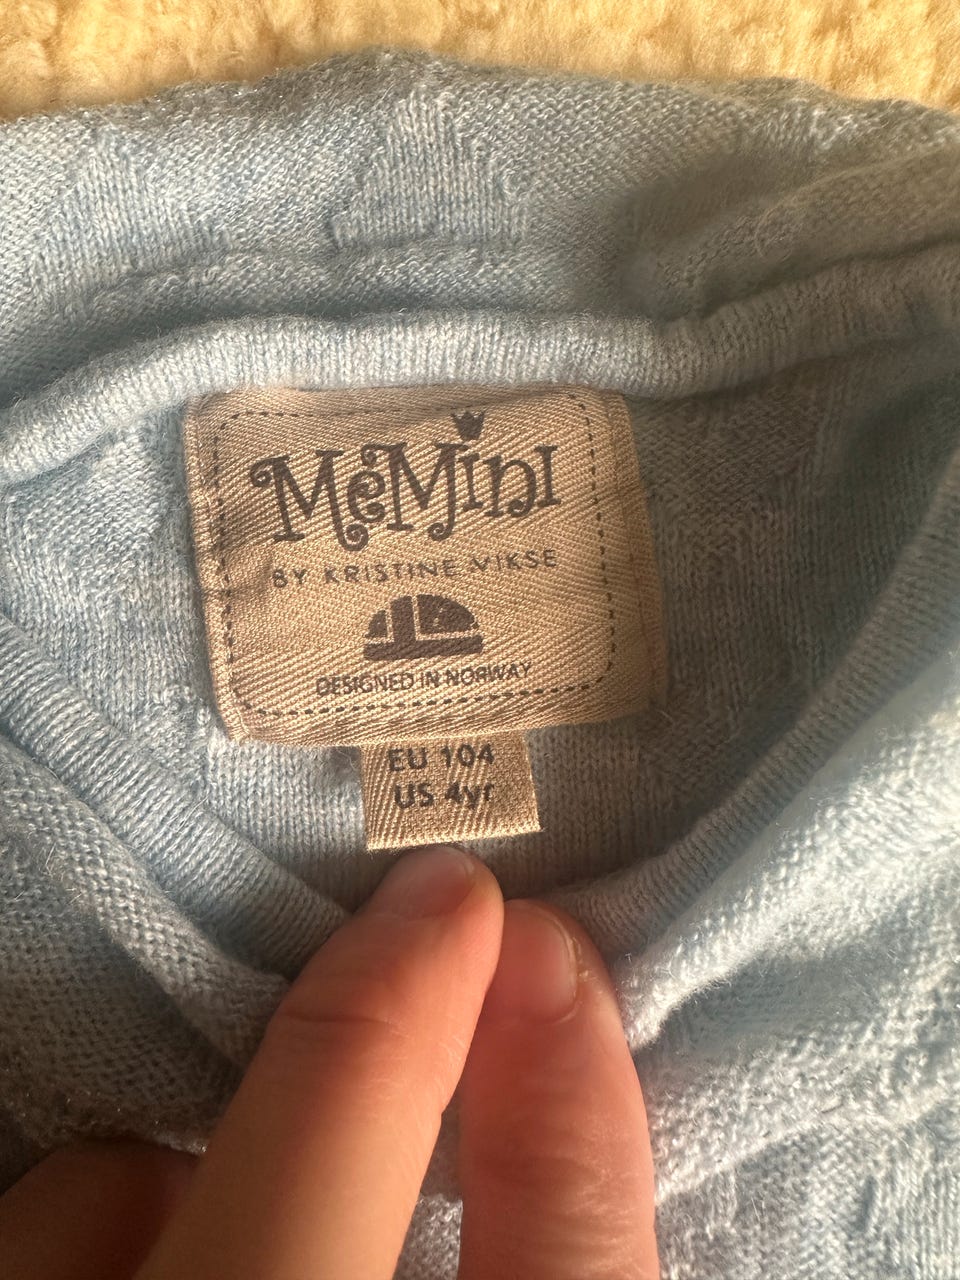 MeMini
BY KRISTINE VIKSE
DESIGNED IN NORWAY
EU 104
US 4yr